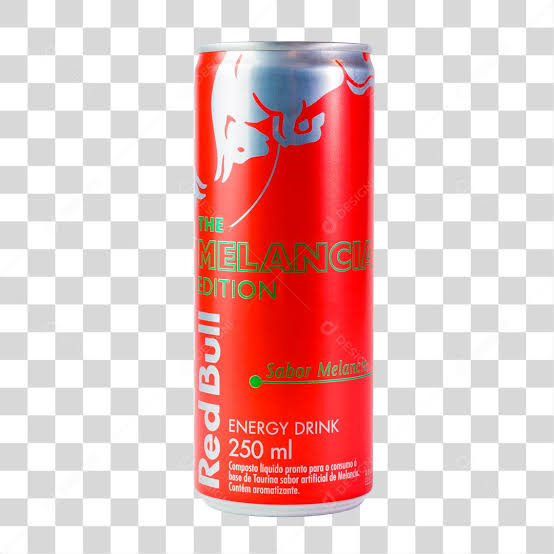 THE
MELANCIA
EDITION
Red Bull
Sabor Melancia
ENERGY DRINK
250 ml
Composto líquido pronto para o consumo à
base de Taurina sabor artificial de Melancia.
Contém aromatizante.